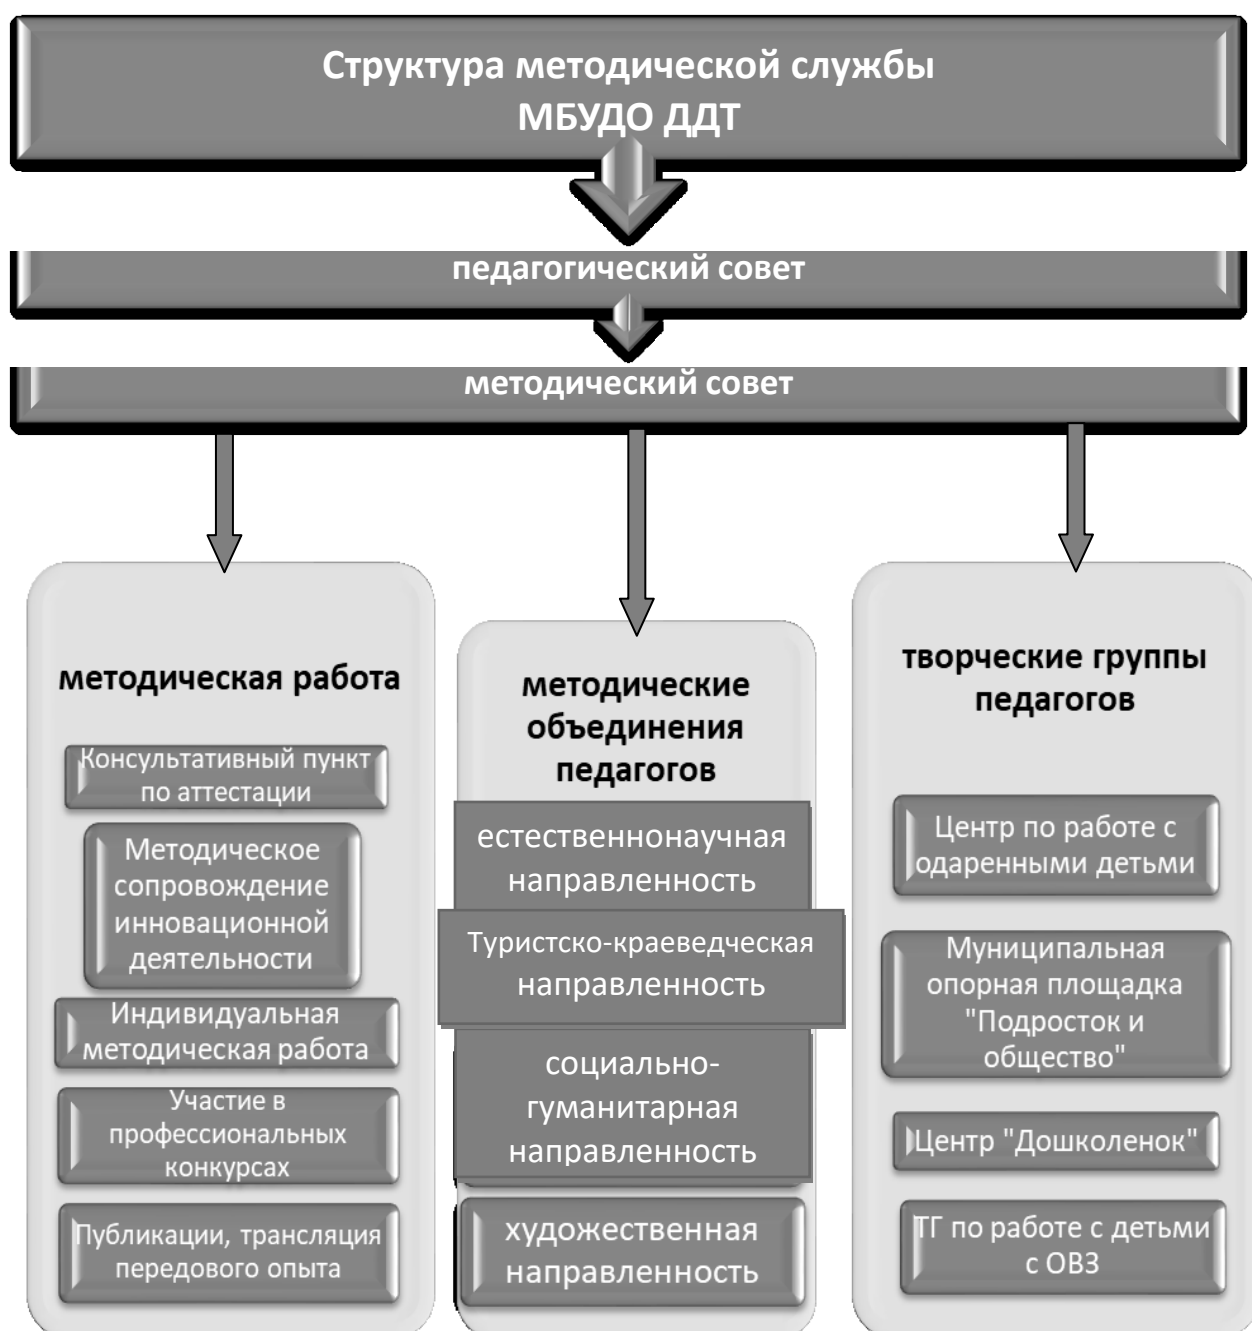 Структура методической службы
МБУДО ДДТ
педагогический совет
методический совет
методическая работа
Консультативный пункт
по аттестации
Методическое
сопровождение
инновационной
деятельности
Индивидуальная
методическая работа
Участие в
профессиональных
конкурсах
Публикации, трансляция
передового опыта
методические
объединения
педагогов
естественнонаучная
направленность
Туристско-краеведческая
направленность
социально-
гуманитарная
направленность
художественная
направленность
творческие группы
педагогов
Центр по работе с
одаренными детьми
Муниципальная
опорная площадка
"Подросток и
общество"
Центр "Дошколенок"
ТГ по работе с детьми
с ОВЗ